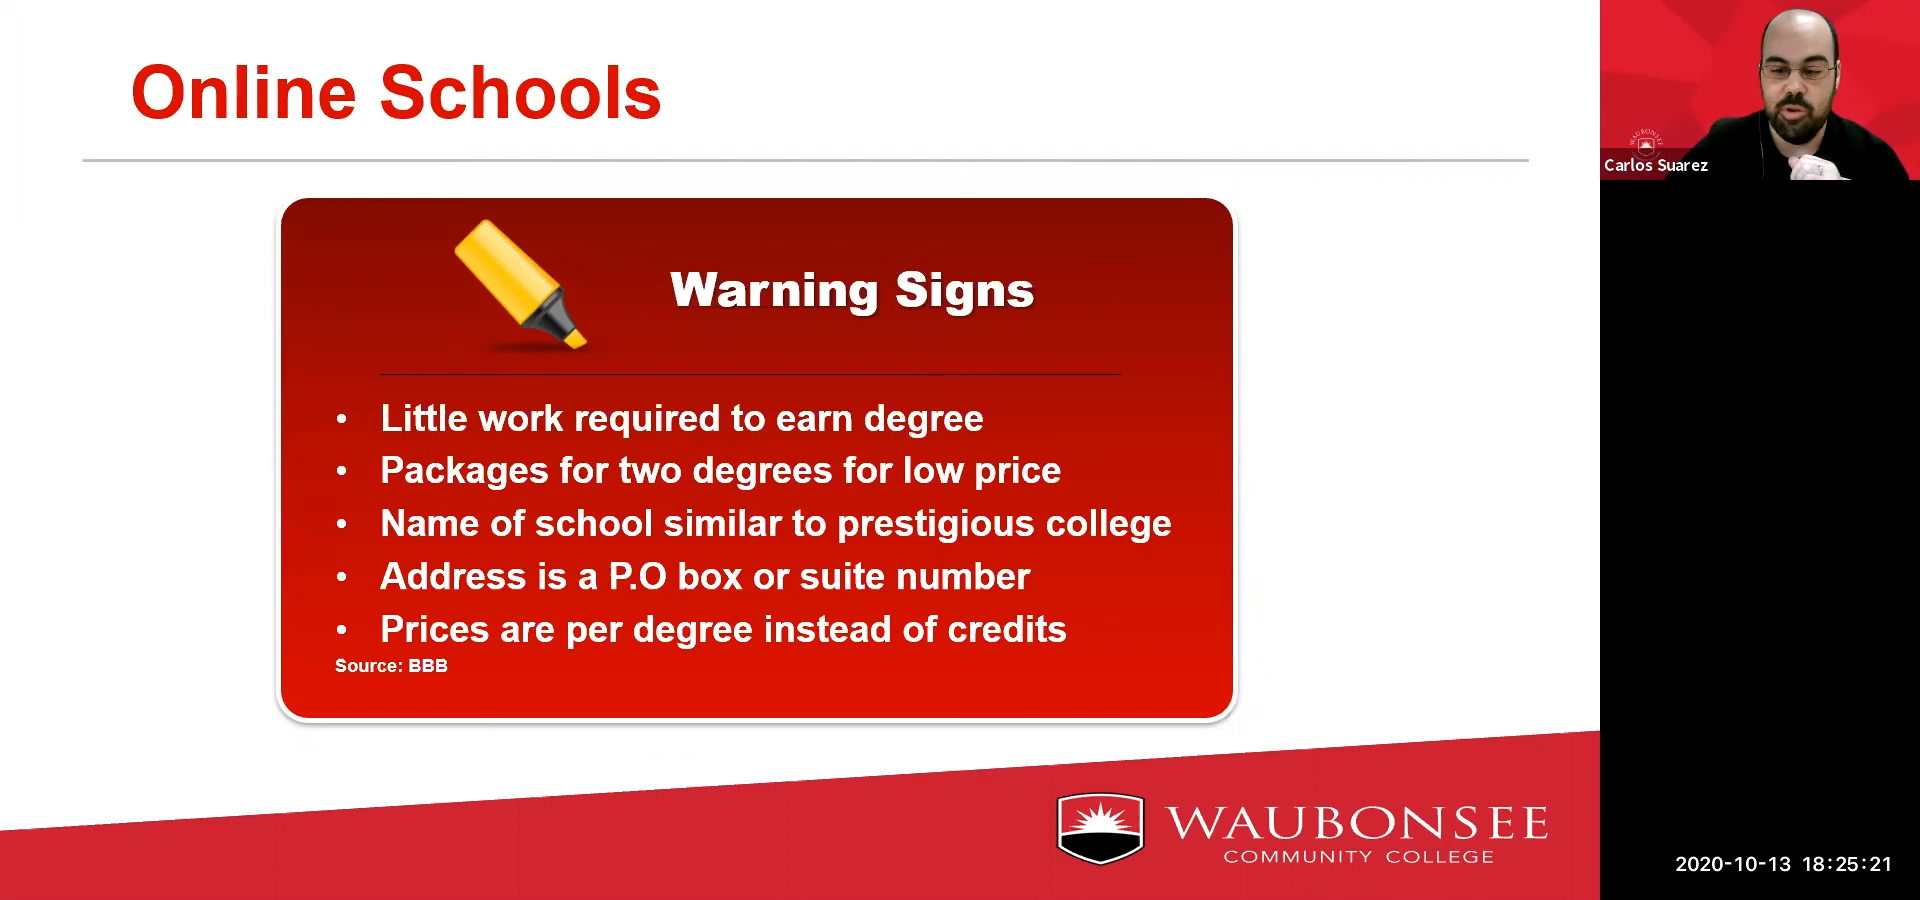 Online Schools
Warning Signs
• Little work required to earn degree
• Packages for two degrees for low price
• Name of school similar to prestigious college
• Address is a P.O box or suite number
• Prices are per degree instead of credits
Source: BBB
WAUBONSEE
COMMUNITY COLLEGE
WAUBONSEE
Carlos Suarez
2020-10-13 18:25:21